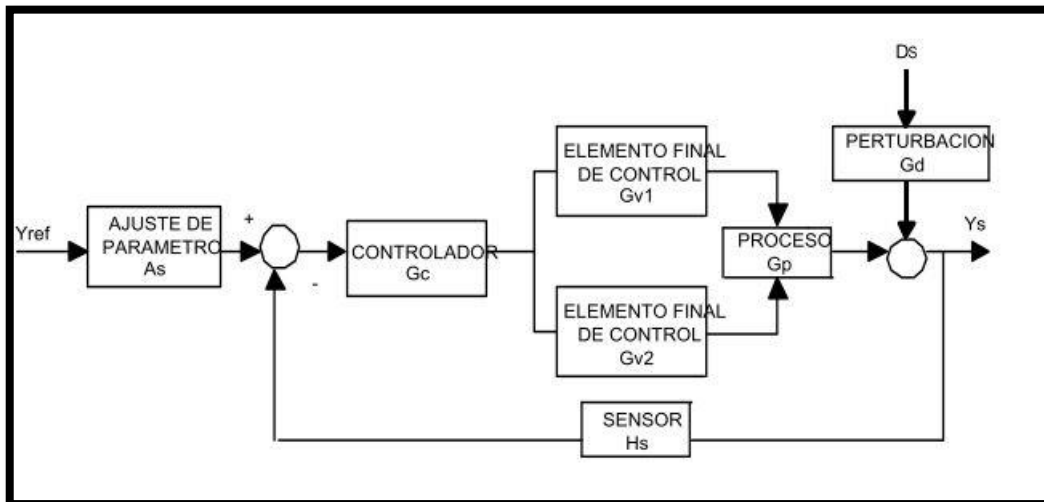 Ds
PERTURBACION
Gd
ELEMENTO FINAL
DE CONTROL
Gv1
Yref
AJUSTE DE
PARAMETRO
As
+
-
CONTROLADOR
Gc
PROCESO
Gp
Ys
ELEMENTO FINAL
DE CONTROL
Gv2
SENSOR
Hs